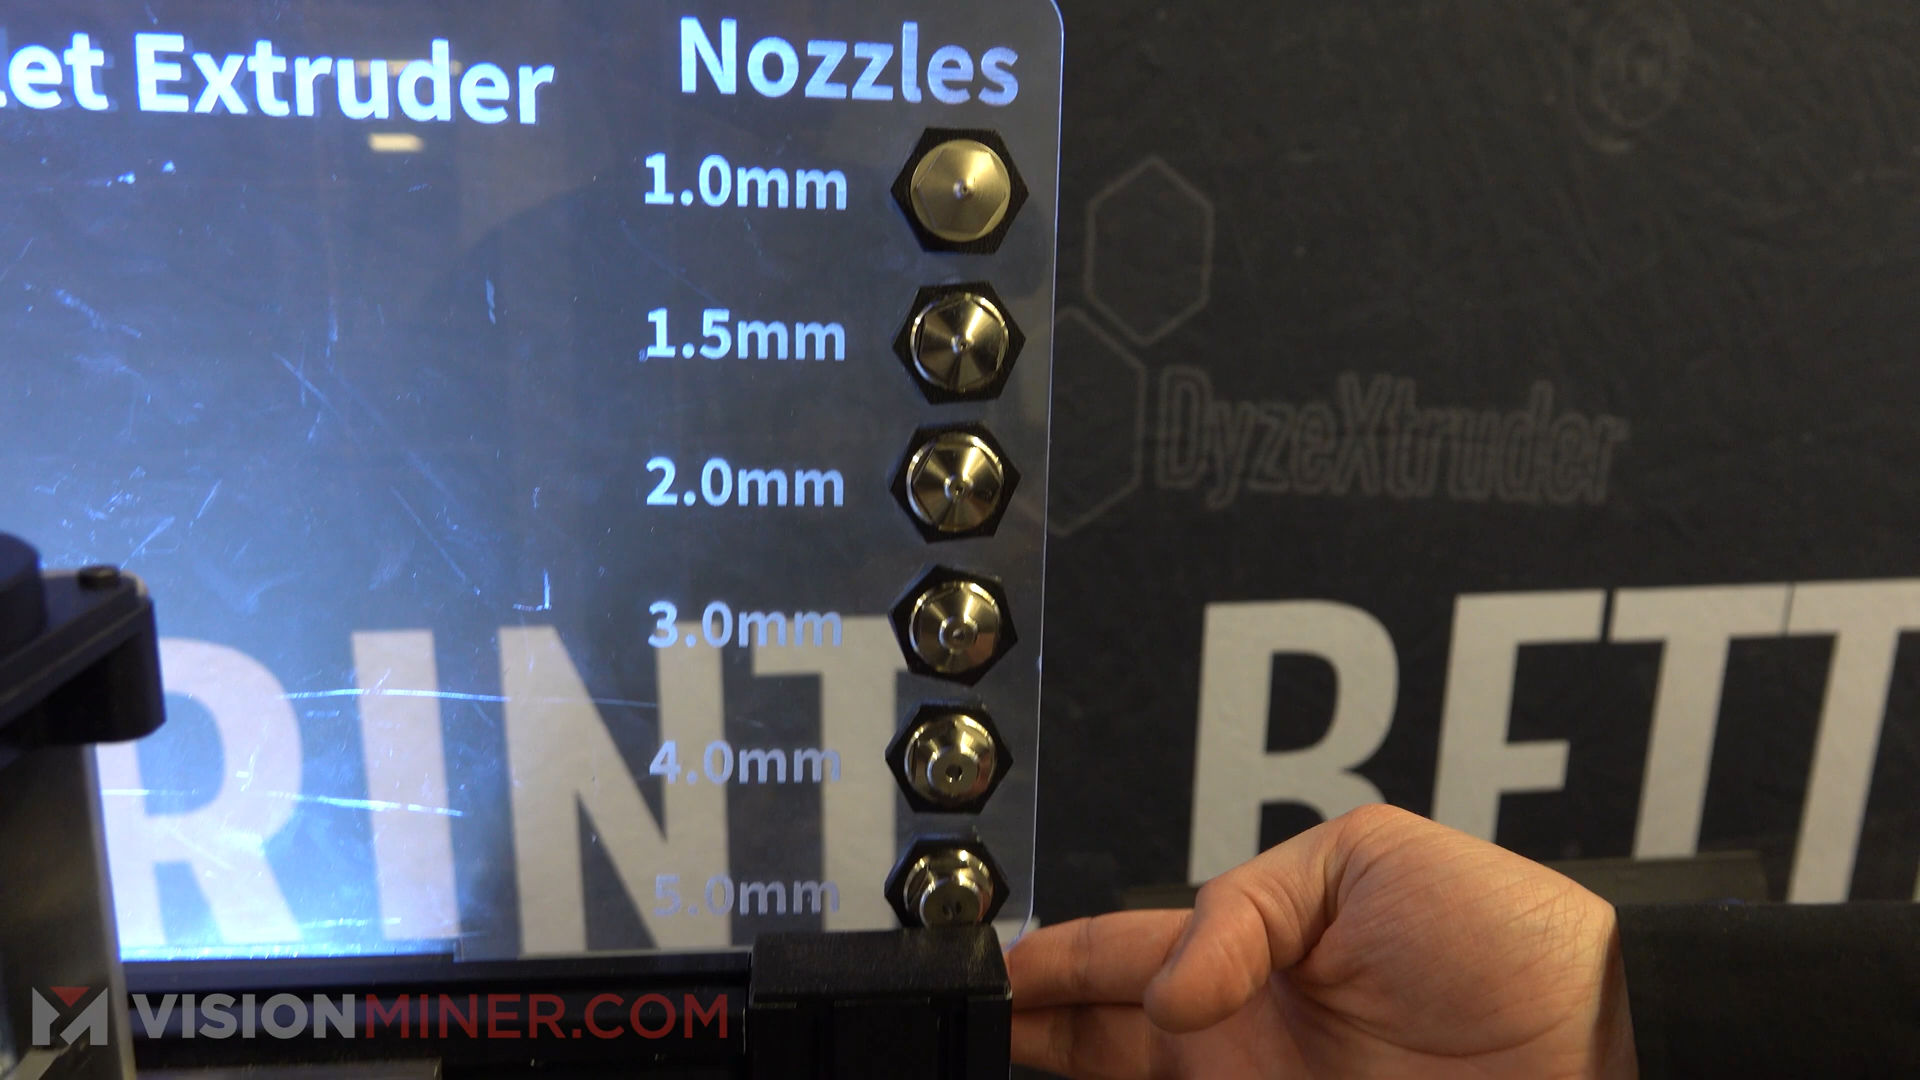 let Extruder
Nozzles
1.0mm
1.5mm
2.0mm
3.0mm
4.0mm
5.0mm
DyzeXtruder
RINT BETT
VISIONMINER.COM